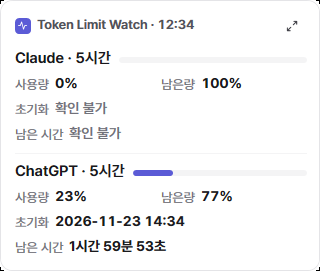 Token Limit Watch · 12:34
Claude · 5시간
사용량 0% 남은량 100%
초기화 확인 불가
남은 시간 확인 불가
ChatGPT · 5시간
사용량 23% 남은량 77%
초기화 2026-11-23 14:34
남은 시간 1시간 59분 53초